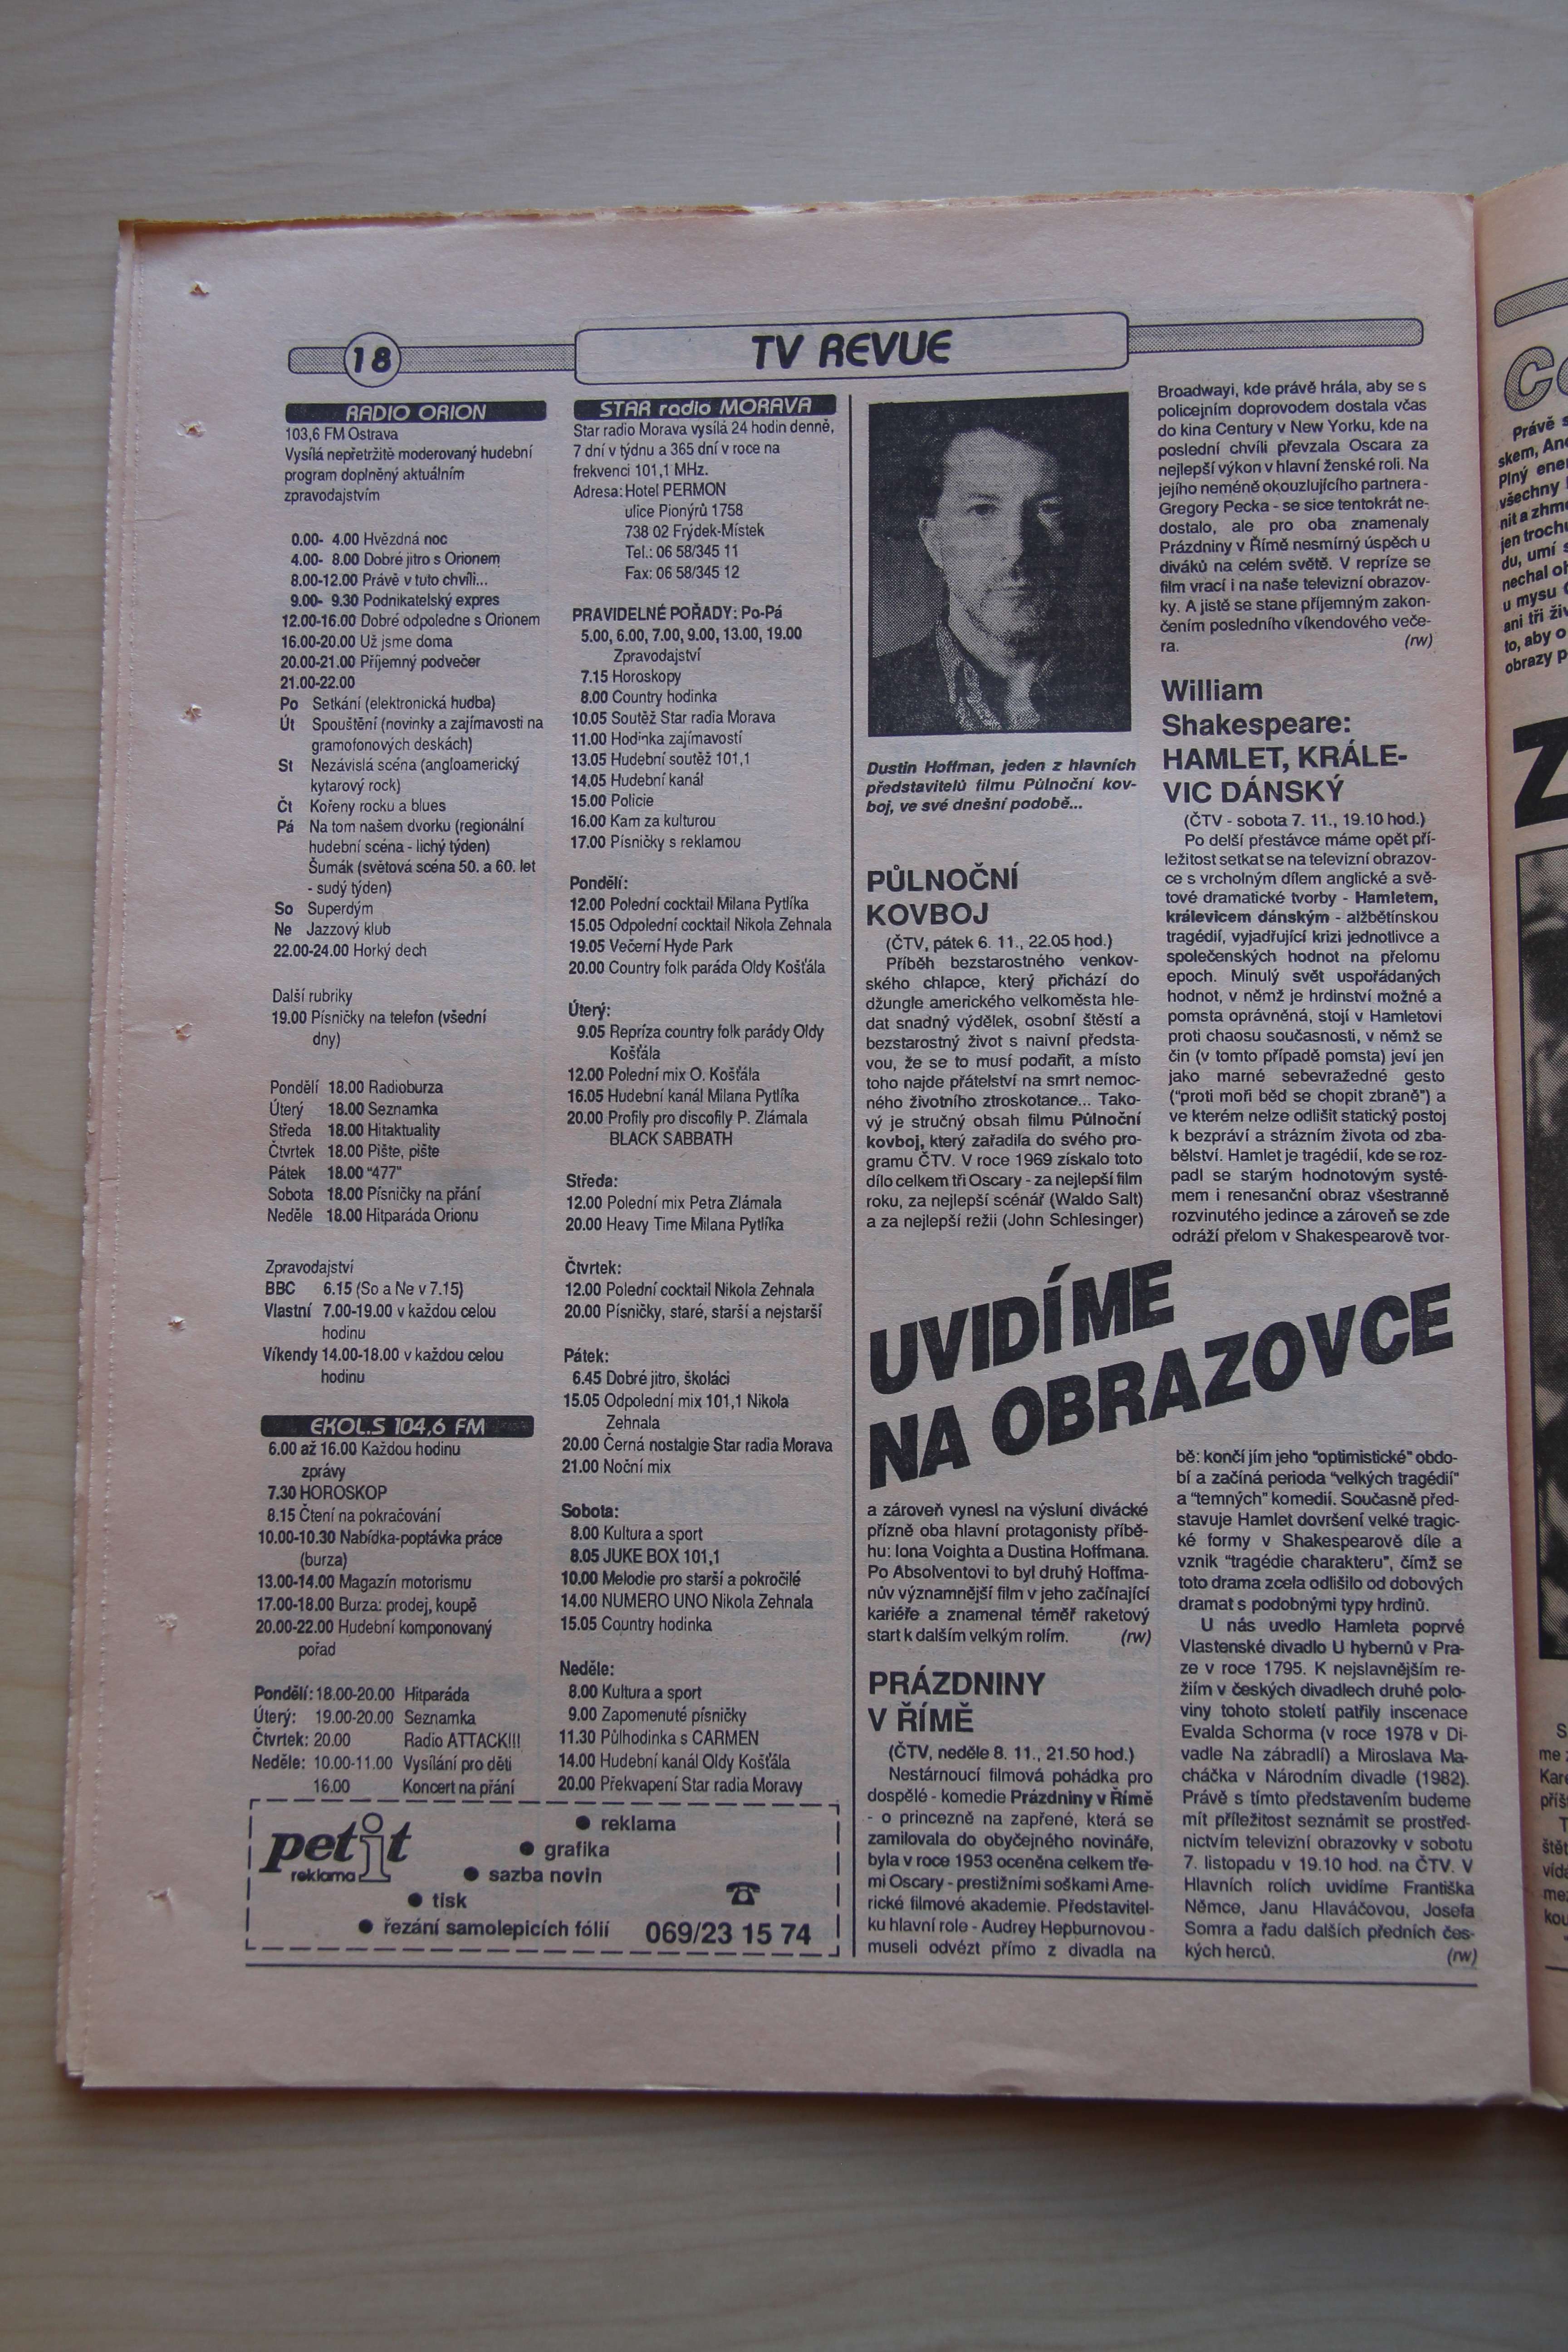 18
TV REVUE
RADIO ORION
103,6 FM Ostrava
Vysílá nepřetržitě moderovaný hudební
program doplněný aktuálním
zpravodajstvím
0.00- 4.00 Hvězdná noc
4.00- 8.00 Dobré jitro s Orionem
8.00-12.00 Právě v tuto chvíli...
9.00- 9.30 Podnikatelský expres
12.00-16.00 Dobré odpoledne s Orionem
16.00-20.00 Už jsme doma
20.00-21.00 Příjemný podvečer
21.00-22.00
Po Setkání (elektronická hudba)
Út Spouštění (novinky a zajímavosti na
gramofonových deskách)
St Nezávislá scéna (angloamerický
kytarový rock)
Čt Kořeny rocku a blues
Pá Na tom našem dvorku (regionální
hudební scéna - lichý týden)
Šumák (světová scéna 50. a 60. let
- sudý týden)
So Superdým
Ne Jazzový klub
22.00-24.00 Horký dech
Další rubriky
19.00 Písničky na telefon (všední
dny)
Pondělí 18.00 Radioburza
Úterý 18.00 Seznamka
Středa 18.00 Hitaktuality
Čtvrtek 18.00 Pište, pište
Pátek 18.00 "477"
Sobota 18.00 Písničky na přání
Neděle 18.00 Hitparáda Orionu
Zpravodajství
BBC 6.15 (So a Ne v 7.15)
Vlastní 7.00-19.00 v každou celou
hodinu
Víkendy 14.00-18.00 v každou celou
hodinu
EKOL.S 104,6 FM
6.00 až 16.00 Každou hodinu
zprávy
7.30 HOROSKOP
8.15 Čtení na pokračování
10.00-10.30 Nabídka-poptávka práce
(burza)
13.00-14.00 Magazín motorismu
17.00-18.00 Burza: prodej, koupě
20.00-22.00 Hudební komponovaný
pořad
Pondělí: 18.00-20.00 Hitparáda
Úterý: 19.00-20.00 Seznamka
Čtvrtek: 20.00 Radio ATTACK!!!
Neděle: 10.00-11.00 Vysílání pro děti
16.00 Koncert na přání
STAR radio MORAVA
Star radio Morava vysílá 24 hodin denně,
7 dní v týdnu a 365 dní v roce na
frekvenci 101,1 MHz.
Adresa: Hotel PERMON
ulice Pionýrů 1758
738 02 Frýdek-Místek
Tel.: 06 58/345 11
Fax: 06 58/345 12
PRAVIDELNÉ POŘADY: Po-Pá
5.00, 6.00, 7.00, 9.00, 13.00, 19.00
Zpravodajství
7.15 Horoskopy
8.00 Country hodinka
10.05 Soutěž Star radia Morava
11.00 Hodinka zajímavostí
13.05 Hudební soutěž 101,1
14.05 Hudební kanál
15.00 Policie
16.00 Kam za kulturou
17.00 Písničky s reklamou
Pondělí:
12.00 Polední cocktail Milana Pytlíka
15.05 Odpolední cocktail Nikola Zehnala
19.05 Večerní Hyde Park
20.00 Country folk paráda Oldy Košťála
Úterý:
9.05 Repríza country folk parády Oldy
Košťála
12.00 Polední mix O. Košťála
16.05 Hudební kanál Milana Pytlíka
20.00 Profily pro discofily P. Zlámala
BLACK SABBATH
Středa:
12.00 Polední mix Petra Zlámala
20.00 Heavy Time Milana Pytlíka
Čtvrtek:
12.00 Polední cocktail Nikola Zehnala
20.00 Písničky, staré, starší a nejstarší
Pátek:
6.45 Dobré jitro, školáci
15.05 Odpolední mix 101,1 Nikola
Zehnala
20.00 Černá nostalgie Star radia Morava
21.00 Noční mix
Sobota:
8.00 Kultura a sport
8.05 JUKE BOX 101,1
10.00 Melodie pro starší a pokročilé
14.00 NUMERO UNO Nikola Zehnala
15.05 Country hodinka
Neděle:
8.00 Kultura a sport
9.00 Zapomenuté písničky
11.30 Půlhodinka s CARMEN
14.00 Hudební kanál Oldy Košťála
20.00 Překvapení Star radia Moravy
petit
reklama
● reklama
● grafika
● sazba novin
● tisk
● řezání samolepicích fólií
☎
069/23 15 74
Dustin Hoffman, jeden z hlavních
představitelů filmu Půlnoční kov-
boj, ve své dnešní podobě...
PŮLNOČNÍ
KOVBOJ
(ČTV, pátek 6. 11., 22.05 hod.)
Příběh bezstarostného venkov-
ského chlapce, který přichází do
džungle amerického velkoměsta hle-
dat snadný výdělek, osobní štěstí a
bezstarostný život s naivní představ-
vou, že se to musí podařit, a místo
toho najde přátelství na smrt nemoc-
ného životního ztroskotance... Tako-
vý je stručný obsah filmu Půlnoční
kovboj, který zařadila do svého pro-
gramu ČTV. V roce 1969 získalo toto
dílo celkem tři Oscary - za nejlepší film
roku, za nejlepší scénář (Waldo Salt)
a za nejlepší režii (John Schlesinger)
UVIDÍME
NA OBRAZOVCE
a zároveň vynesl na výsluní divácké
přízně oba hlavní protagonisty příbě-
hu: Iona Voighta a Dustina Hoffmana.
Po Absolventovi to byl druhý Hoffma-
nův významnější film v jeho začínající
kariéře a znamenal téměř raketový
start k dalším velkým rolím. (rw)
PRÁZDNINY
V ŘÍMĚ
(ČTV, neděle 8. 11., 21.50 hod.)
Nestárnoucí filmová pohádka pro
dospělé - komedie Prázdniny v Římě
- o princezně na zapřené, která se
zamilovala do obyčejného novináře,
byla v roce 1953 oceněna celkem tře-
mi Oscary - prestižními soškami Ame-
rické filmové akademie. Představitel-
ku hlavní role - Audrey Hepburnovou -
museli odvézt přímo z divadla na
Broadwayi, kde právě hrála, aby se s
policejním doprovodem dostala včas
do kina Century v New Yorku, kde na
poslední chvíli převzala Oscara za
nejlepší výkon v hlavní ženské roli. Na
jejího neméně okouzlujícího partnera -
Gregory Pecka - se sice tentokrát ne-
dostalo, ale pro oba znamenaly
Prázdniny v Římě nesmírný úspěch u
diváků na celém světě. V repríze se
film vrací i na naše televizní obrazov-
ky. A jistě se stane příjemným zakon-
čením posledního víkendového veče-
ra. (rw)
William
Shakespeare:
HAMLET, KRÁLE-
VIC DÁNSKÝ
(ČTV - sobota 7. 11., 19.10 hod.)
Po delší přestávce máme opět pří-
ležitost setkat se na televizní obrazov-
ce s vrcholným dílem anglické a svě-
tové dramatické tvorby - Hamletem,
králevicem dánským - alžbětínskou
tragédií, vyjadřující krizi jednotlivce a
společenských hodnot na přelomu
epoch. Minulý svět uspořádaných
hodnot, v němž je hrdinství možné a
pomsta oprávněná, stojí v Hamletovi
proti chaosu současnosti, v němž se
čin (v tomto případě pomsta) jeví jen
jako marné sebevražedné gesto
("proti moři běd se chopit zbraně") a
ve kterém nelze odlišit statický postoj
k bezpráví a strázním života od zba-
bělství. Hamlet je tragédií, kde se roz-
padl se starým hodnotovým systé-
mem i renesanční obraz všestranně
rozvinutého jedince a zároveň se zde
odráží přelom v Shakespearově tvor-
bě: končí jím jeho "optimistické" obdo-
bí a začíná perioda "velkých tragédií"
a "temných" komedií. Současně před-
stavuje Hamlet dovršení velké tragic-
ké formy v Shakespearově díle a
vznik "tragédie charakteru", čímž se
toto drama zcela odlišilo od dobových
dramat s podobnými typy hrdinů.
U nás uvedlo Hamleta poprvé
Vlastenské divadlo U hybernů v Pra-
ze v roce 1795. K nejslavnějším re-
žiím v českých divadlech druhé polo-
viny tohoto století patřily inscenace
Evalda Schorma (v roce 1978 v Di-
vadle Na zábradlí) a Miroslava Ma-
cháčka v Národním divadle (1982).
Právě s tímto představením budeme
mít příležitost seznámit se prostřed-
nictvím televizní obrazovky v sobotu
7. listopadu v 19.10 hod. na ČTV. V
Hlavních rolích uvidíme Františka
Němce, Janu Hlaváčovou, Josefa
Somra a řadu dalších předních čes-
kých herců. (rw)